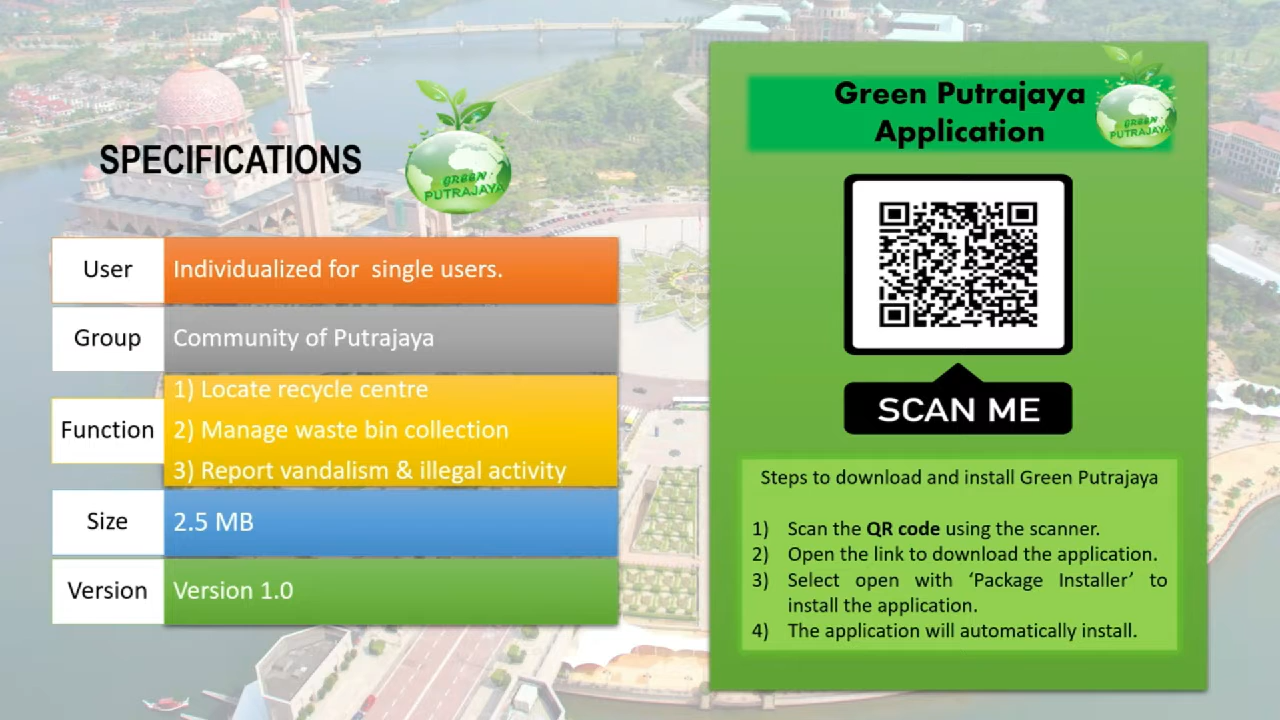 SPECIFICATIONS
GREEN
PUTRAJAYA
User
Individualized for  single users.
Group
Community of Putrajaya
Function
1) Locate recycle centre
2) Manage waste bin collection
3) Report vandalism & illegal activity
Size
2.5 MB
Version
Version 1.0
Green Putrajaya
Application
GREEN
PUTRAJAYA
SCAN ME
Steps to download and install Green Putrajaya
1) Scan the QR code using the scanner.
2) Open the link to download the application.
3) Select open with ‘Package Installer’ to
install the application.
4) The application will automatically install.